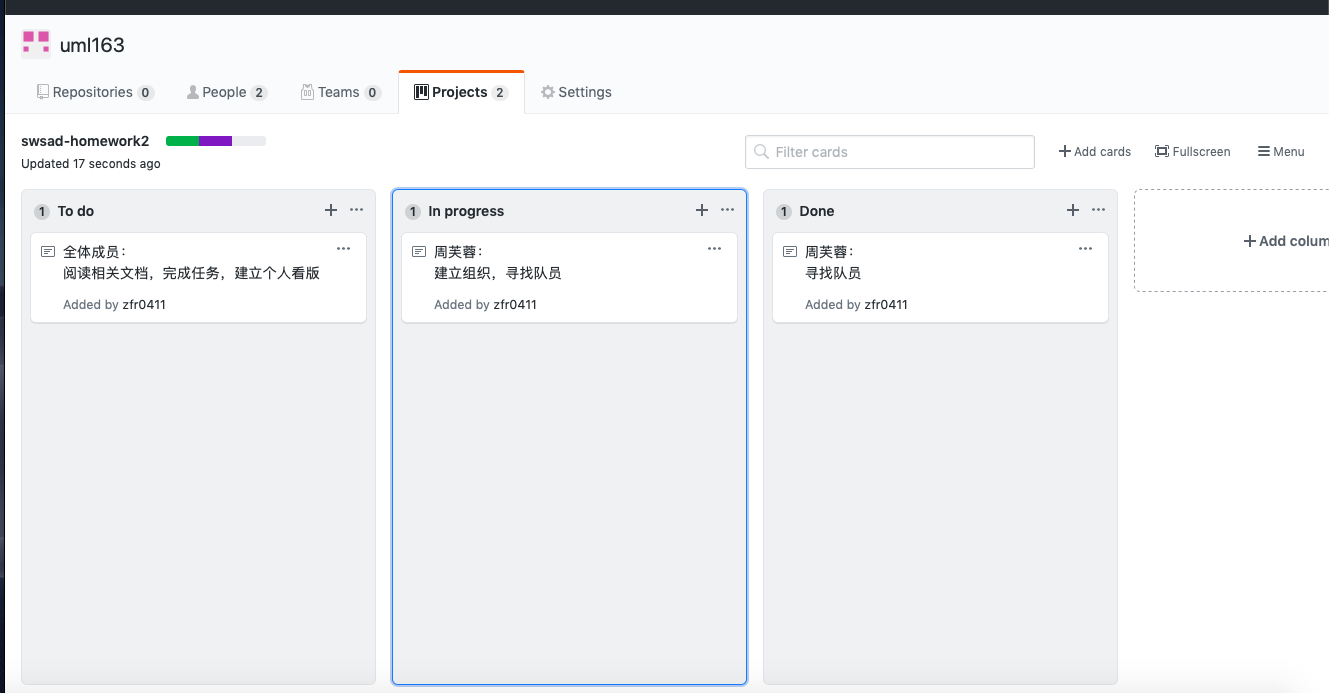 uml163
Repositories 0 People 2 Teams 0 Projects 2 Settings
swsad-homework2
Updated 17 seconds ago
Filter cards
Add cards
Fullscreen
Menu
1 To do
全体成员：
阅读相关文档，完成任务，建立个人看版
Added by zfr0411
1 In progress
周芙蓉：
建立组织，寻找队员
Added by zfr0411
1 Done
周芙蓉：
寻找队员
Added by zfr0411
Add colum